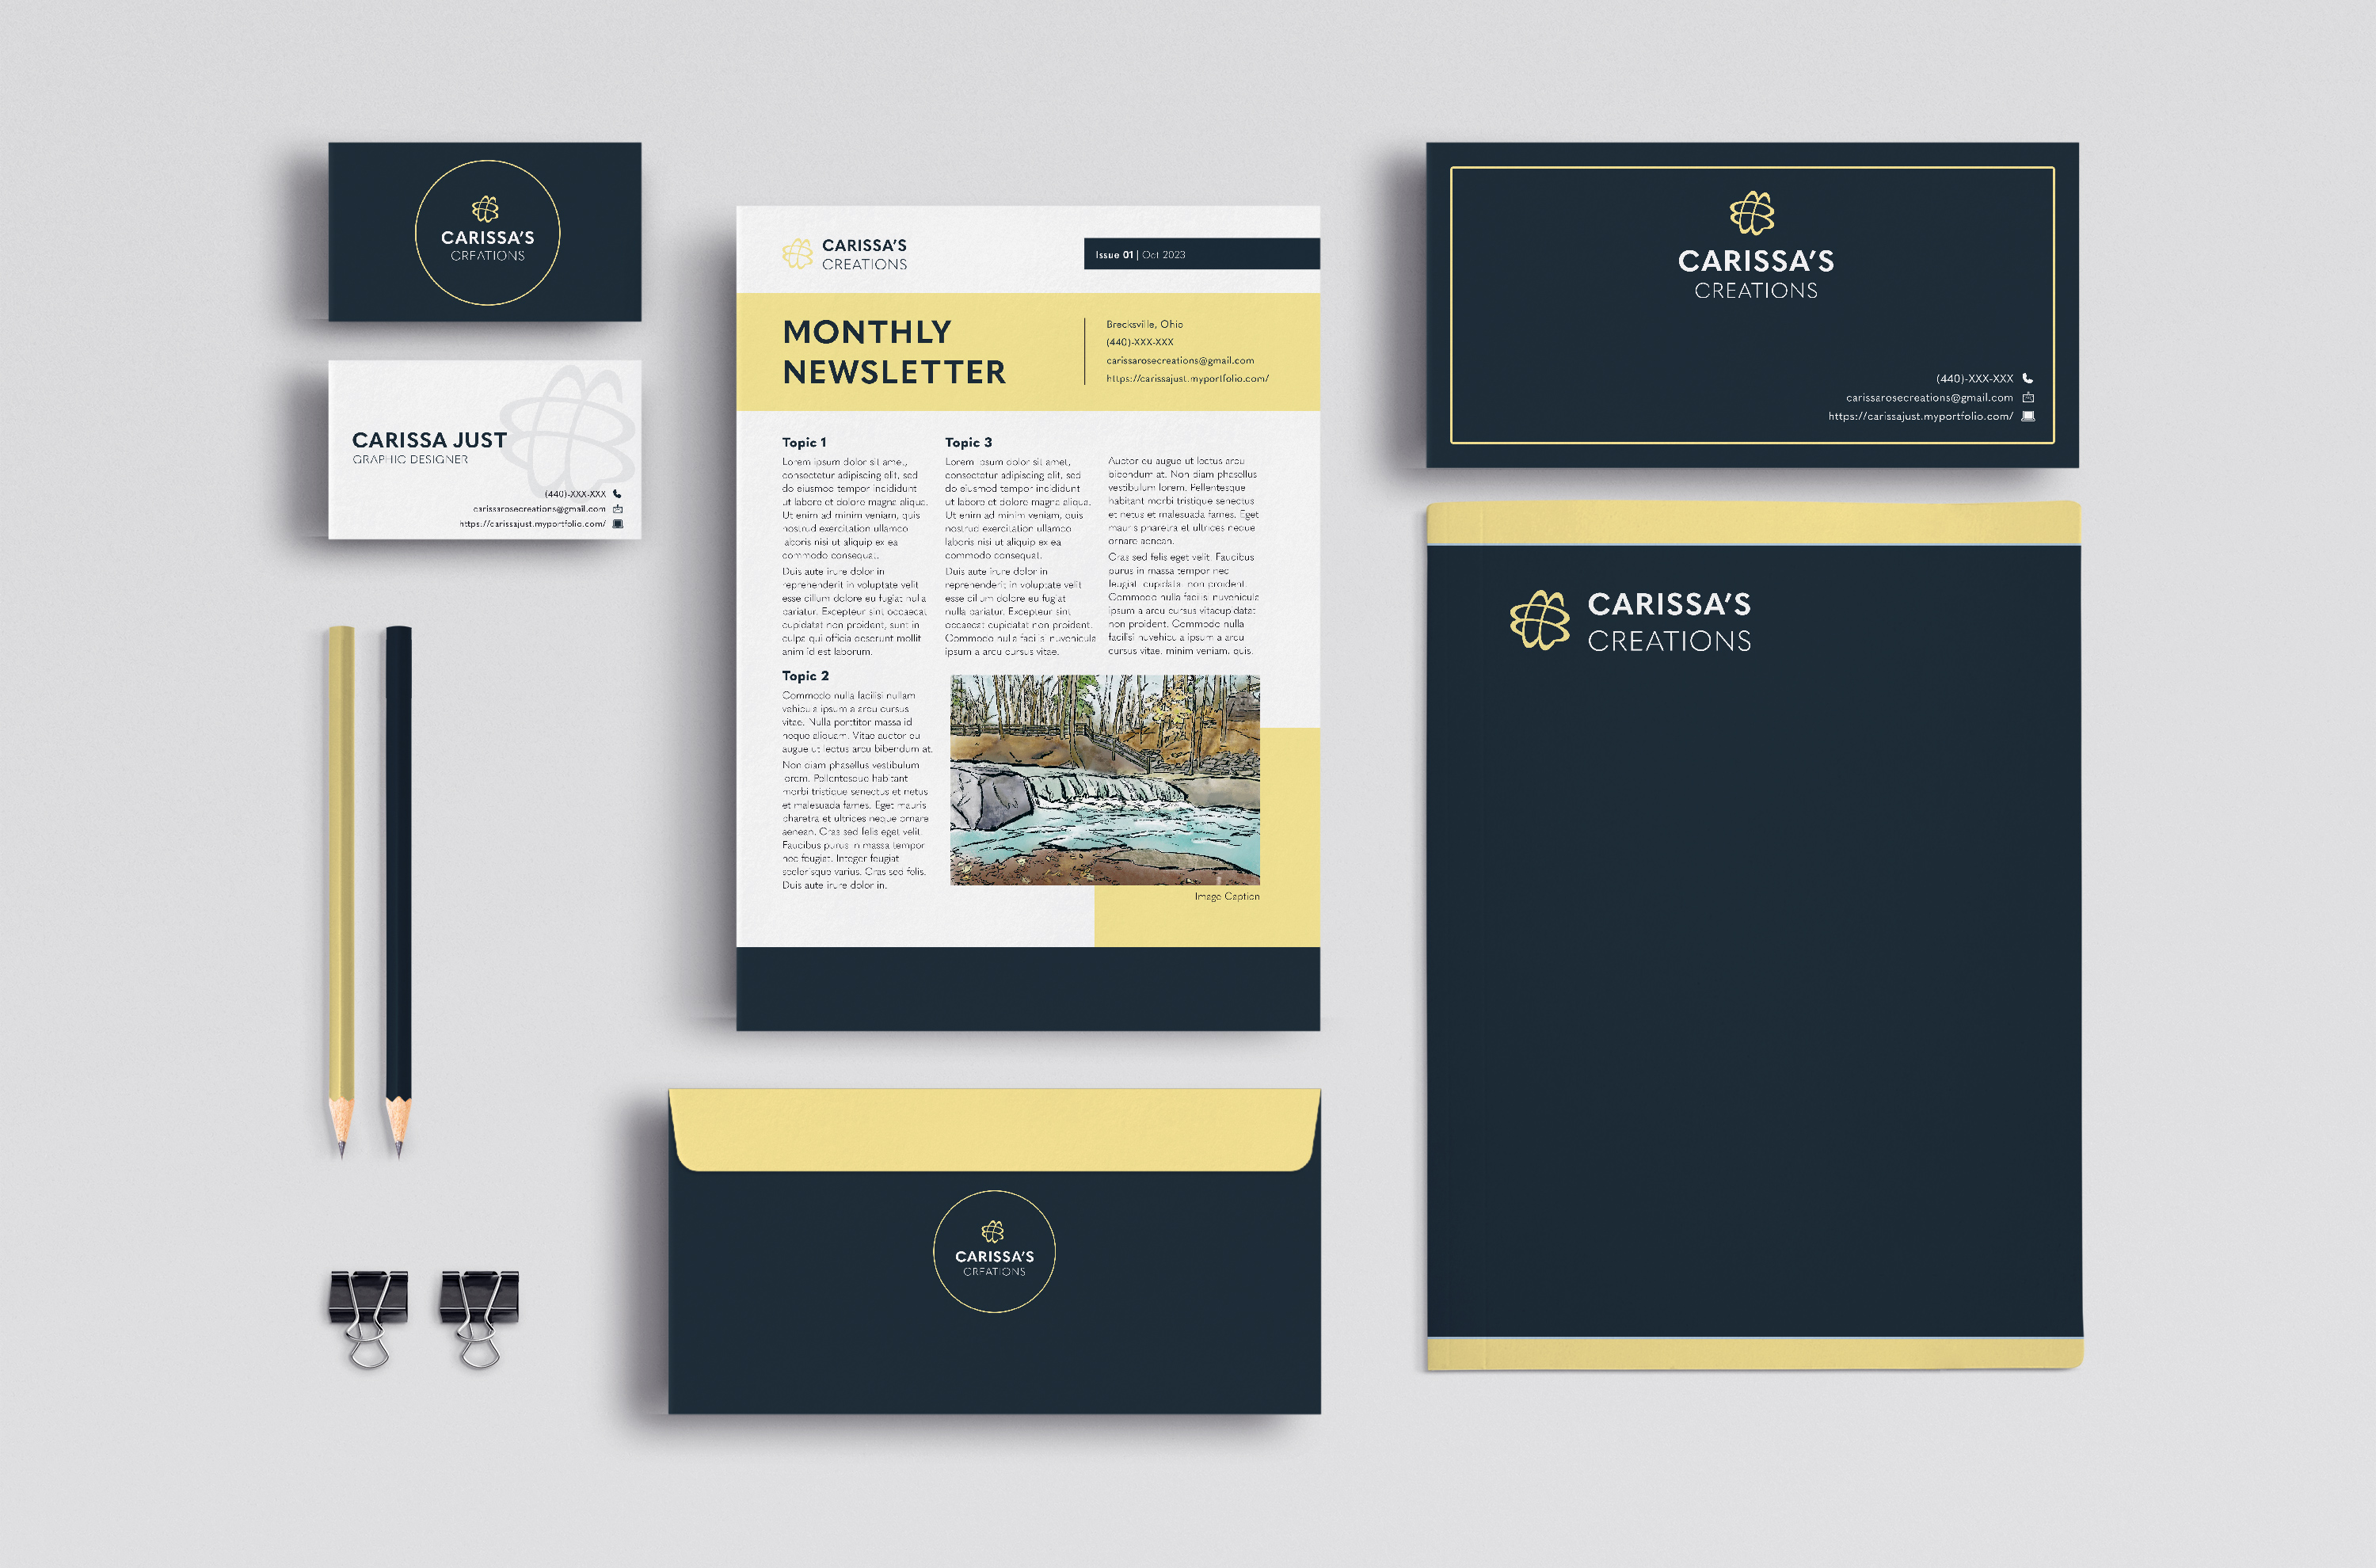 CARISSA'S
CREATIONS
CARISSA JUST
GRAPHIC DESIGNER
(440)-XXX-XXX
carissarosecreations@gmail.com
https://carissajust.myportfolio.com/
CARISSA'S
CREATIONS
Issue 01 | Oct 2023
MONTHLY
NEWSLETTER
Brecksville, Ohio
(440)-XXX-XXX
carissarosecreations@gmail.com
https://carissajust.myportfolio.com/
Topic 1
Lorem ipsum dolor sit amet,
consectetur adipiscing elit, sed
do eiusmod tempor incididunt
ut labore et dolore magna aliqua.
Ut enim ad minim veniam, quis
nostrud exercitation ullamco
laboris nisi ut aliquip ex ea
commodo consequat.
Duis aute irure dolor in
reprehenderit in voluptate velit
esse cillum dolore eu fugiat nulla
pariatur. Excepteur sint occaecat
cupidatat non proident, sunt in
culpa qui officia deserunt mollit
anim id est laborum.
Topic 2
Commodo nulla facilisi nullam
vehicula ipsum a arcu cursus
vitae. Nulla porttitor massa id
neque aliquam. Vitae auctor eu
augue ut lectus arcu bibendum at.
Non diam phasellus vestibulum
lorem. Pellentesque habitant
morbi tristique senectus et netus
et malesuada fames. Eget mauris
pharetra et ultrices neque ornare
aenean. Cras sed felis eget velit.
Faucibus purus in massa tempor
nec feugiat. Integer feugiat
scelerisque varius. Cras sed felis.
Duis aute irure dolor in.
Topic 3
Lorem ipsum dolor sit amet,
consectetur adipiscing elit, sed
do eiusmod tempor incididunt
ut labore et dolore magna aliqua.
Ut enim ad minim veniam, quis
nostrud exercitation ullamco
laboris nisi ut aliquip ex ea
commodo consequat.
Duis aute irure dolor in
reprehenderit in voluptate velit
esse cillum dolore eu fugiat
nulla pariatur. Excepteur sint
occaecat cupidatat non proident.
Commodo nulla facilisi nuvehicula
ipsum a arcu cursus vitae.
Auctor eu augue ut lectus arcu
bibendum at. Non diam phasellus
vestibulum lorem. Pellentesque
habitant morbi tristique senectus
et netus et malesuada fames. Eget
mauris pharetra et ultrices neque
ornare aenean.
Cras sed felis eget velit. Faucibus
purus in massa tempor nec
feugiat. cupidatat non proident.
Commodo nulla facilisi nuvehicula
ipsum a arcu cursus vitacupidatat
non proident. Commodo nulla
facilisi nuvehicula ipsum a arcu
cursus vitae. minim veniam, quis.
Image Caption
CARISSA'S
CREATIONS
CARISSA'S
CREATIONS
(440)-XXX-XXX
carissarosecreations@gmail.com
https://carissajust.myportfolio.com/
CARISSA'S
CREATIONS